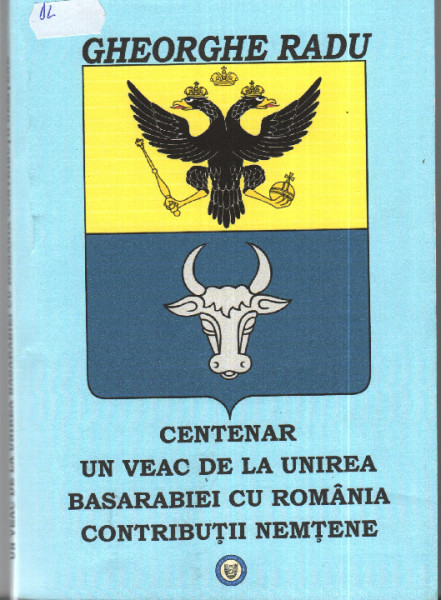 GHEORGHE RADU
CENTENAR
UN VEAC DE LA UNIREA
BASARABIEI CU ROMÂNIA
CONTRIBUȚII NEMȚENE